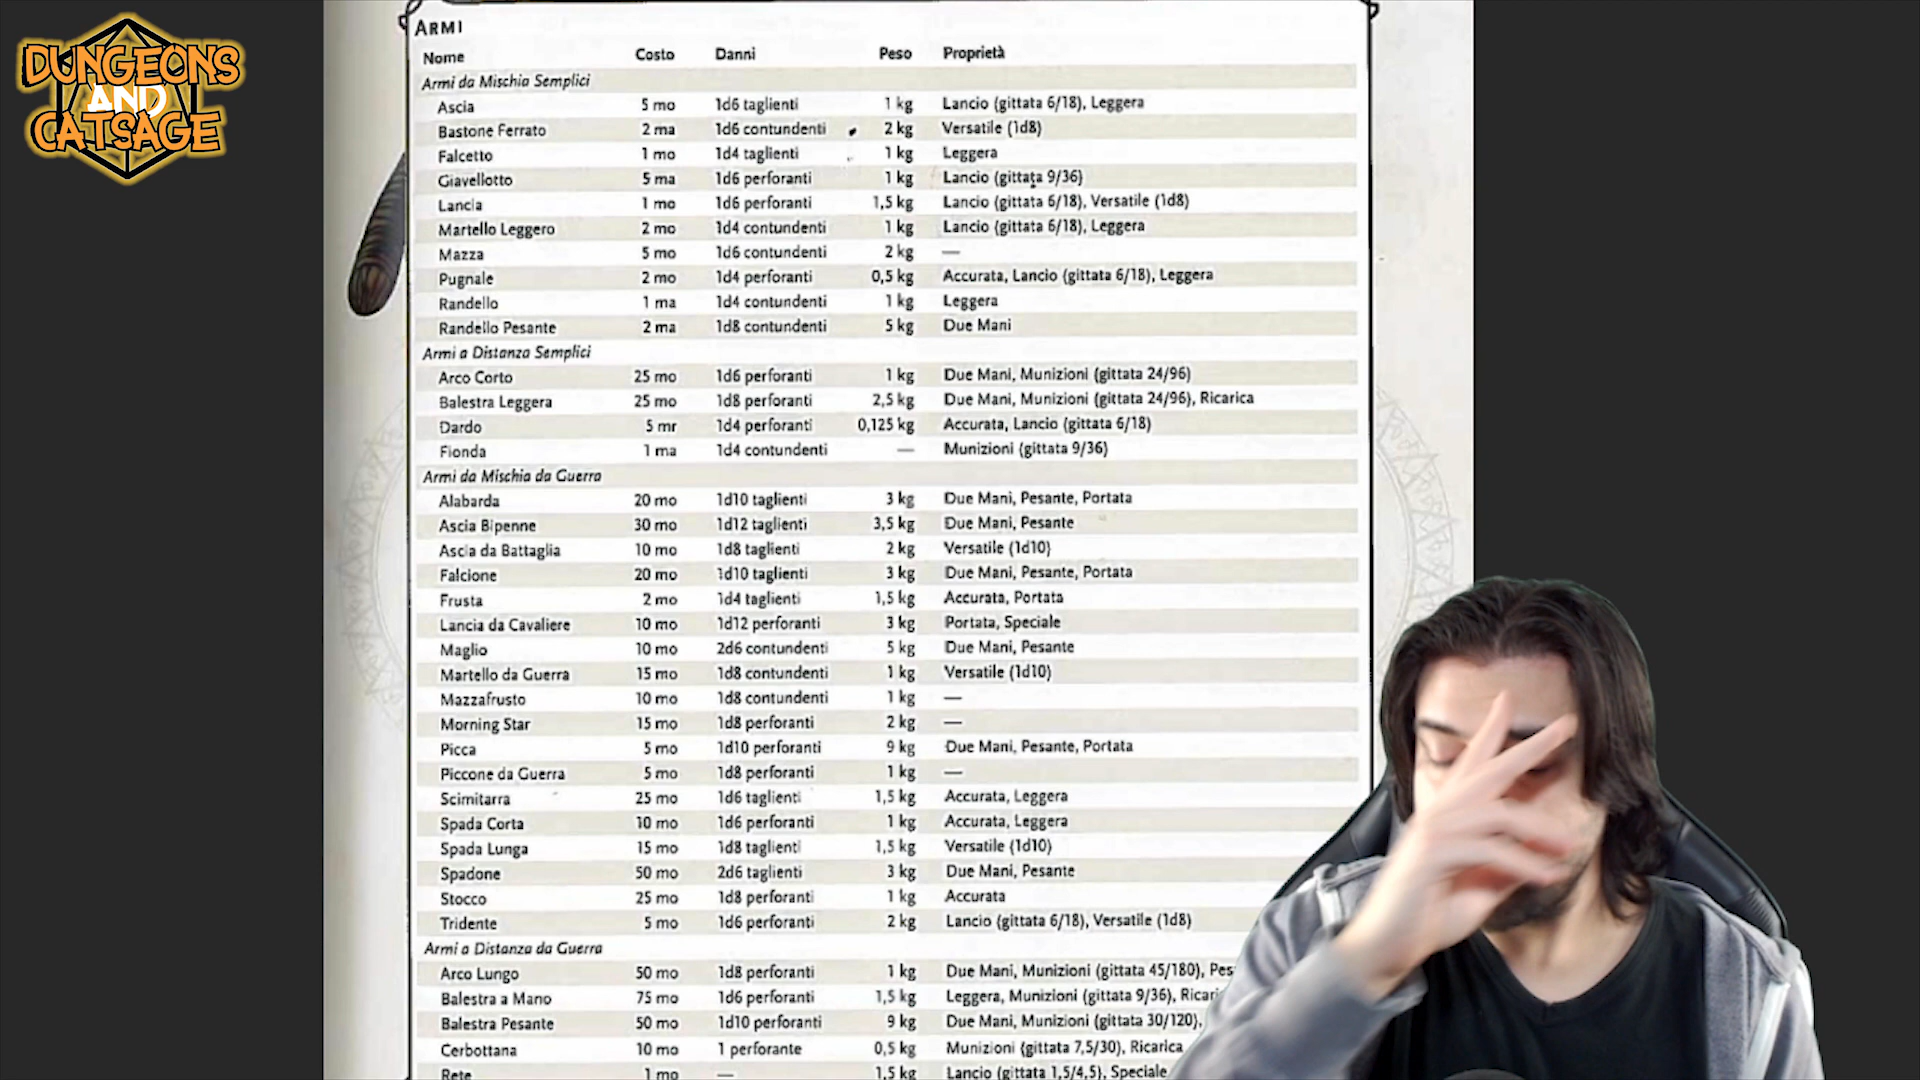 DUNGEONS
AND
CATSAGE
ARMI
Nome Costo Danni Peso Proprietà
Armi da Mischia Semplici
Ascia 5 mo 1d6 taglienti 1 kg Lancio (gittata 6/18), Leggera
Bastone Ferrato 2 ma 1d6 contundenti 2 kg Versatile (1d8)
Falcetto 1 mo 1d4 taglienti 1 kg Leggera
Giavellotto 5 ma 1d6 perforanti 1 kg Lancio (gittata 9/36)
Lancia 1 mo 1d6 perforanti 1,5 kg Lancio (gittata 6/18), Versatile (1d8)
Martello Leggero 2 mo 1d4 contundenti 1 kg Lancio (gittata 6/18), Leggera
Mazza 5 mo 1d6 contundenti 2 kg —
Pugnale 2 mo 1d4 perforanti 0,5 kg Accurata, Lancio (gittata 6/18), Leggera
Randello 1 ma 1d4 contundenti 1 kg Leggera
Randello Pesante 2 ma 1d8 contundenti 5 kg Due Mani
Armi a Distanza Semplici
Arco Corto 25 mo 1d6 perforanti 1 kg Due Mani, Munizioni (gittata 24/96)
Balestra Leggera 25 mo 1d8 perforanti 2,5 kg Due Mani, Munizioni (gittata 24/96), Ricarica
Dardo 5 mr 1d4 perforanti 0,125 kg Accurata, Lancio (gittata 6/18)
Fionda 1 ma 1d4 contundenti — Munizioni (gittata 9/36)
Armi da Mischia da Guerra
Alabarda 20 mo 1d10 taglienti 3 kg Due Mani, Pesante, Portata
Ascia Bipenne 30 mo 1d12 taglienti 3,5 kg Due Mani, Pesante
Ascia da Battaglia 10 mo 1d8 taglienti 2 kg Versatile (1d10)
Falcione 20 mo 1d10 taglienti 3 kg Due Mani, Pesante, Portata
Frusta 2 mo 1d4 taglienti 1,5 kg Accurata, Portata
Lancia da Cavaliere 10 mo 1d12 perforanti 3 kg Portata, Speciale
Maglio 10 mo 2d6 contundenti 5 kg Due Mani, Pesante
Martello da Guerra 15 mo 1d8 contundenti 1 kg Versatile (1d10)
Mazzafrusto 10 mo 1d8 contundenti 1 kg —
Morning Star 15 mo 1d8 perforanti 2 kg —
Picca 5 mo 1d10 perforanti 9 kg Due Mani, Pesante, Portata
Piccone da Guerra 5 mo 1d8 perforanti 1 kg —
Scimitarra 25 mo 1d6 taglienti 1,5 kg Accurata, Leggera
Spada Corta 10 mo 1d6 perforanti 1 kg Accurata, Leggera
Spada Lunga 15 mo 1d8 taglienti 1,5 kg Versatile (1d10)
Spadone 50 mo 2d6 taglienti 3 kg Due Mani, Pesante
Stocco 25 mo 1d8 perforanti 1 kg Accurata
Tridente 5 mo 1d6 perforanti 2 kg Lancio (gittata 6/18), Versatile (1d8)
Armi a Distanza da Guerra
Arco Lungo 50 mo 1d8 perforanti 1 kg Due Mani, Munizioni (gittata 45/180), Pes
Balestra a Mano 75 mo 1d6 perforanti 1,5 kg Leggera, Munizioni (gittata 9/36), Ricari
Balestra Pesante 50 mo 1d10 perforanti 9 kg Due Mani, Munizioni (gittata 30/120),
Cerbottana 10 mo 1 perforante 0,5 kg Munizioni (gittata 7,5/30), Ricarica
Rete 1 mo — 1,5 kg Lancio (gittata 1,5/4,5), Speciale